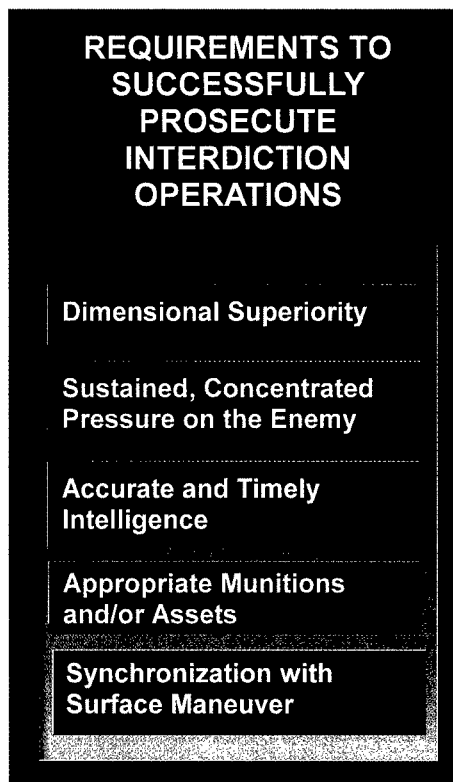 REQUIREMENTS TO
SUCCESSFULLY
PROSECUTE
INTERDICTION
OPERATIONS
Dimensional Superiority
Sustained, Concentrated
Pressure on the Enemy
Accurate and Timely
Intelligence
Appropriate Munitions
and/or Assets
Synchronization with
Surface Maneuver